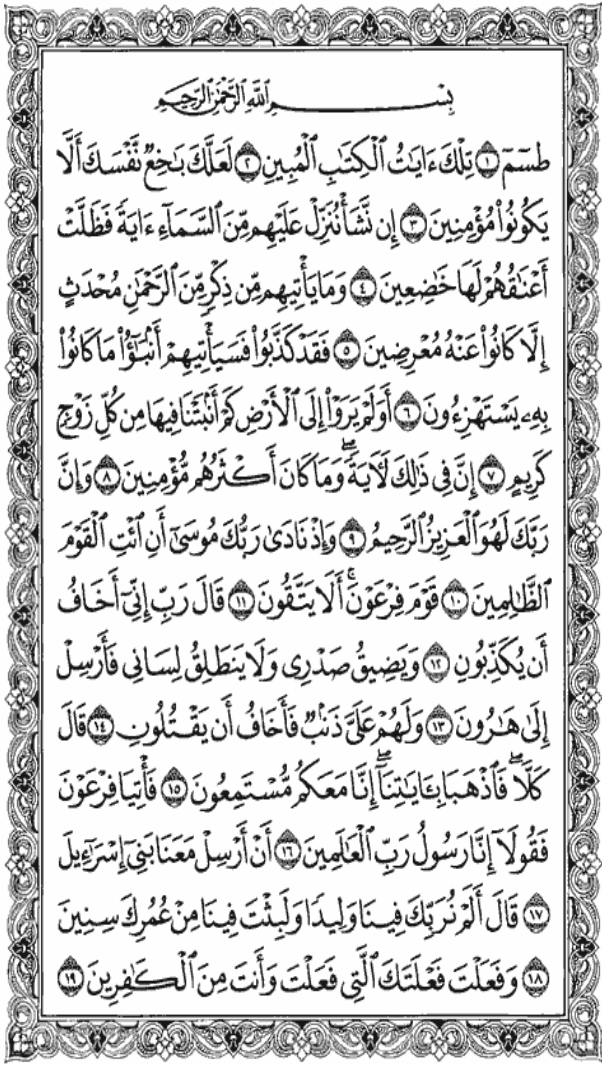 بِسْمِ ٱللَّهِ ٱلرَّحْمَٰنِ ٱلرَّحِيمِ
طسٓمٓ ١ تِلْكَ ءَايَٰتُ ٱلْكِتَٰبِ ٱلْمُبِينِ ٢ لَعَلَّكَ بَٰخِعٌ نَّفْسَكَ أَلَّا
يَكُونُوا۟ مُؤْمِنِينَ ٣ إِن نَّشَأْ نُنَزِّلْ عَلَيْهِم مِّنَ ٱلسَّمَآءِ ءَايَةً فَظَلَّتْ
أَعْنَٰقُهُمْ لَهَا خَٰضِعِينَ ٤ وَمَا يَأْتِيهِم مِّن ذِكْرٍ مِّنَ ٱلرَّحْمَٰنِ مُحْدَثٍ
إِلَّا كَانُوا۟ عَنْهُ مُعْرِضِينَ ٥ فَقَدْ كَذَّبُوا۟ فَسَيَأْتِيهِمْ أَنۢبَٰٓؤُا۟ مَا كَانُوا۟
بِهِۦ يَسْتَهْزِءُونَ ٦ أَوَلَمْ يَرَوْا۟ إِلَى ٱلْأَرْضِ كَمْ أَنۢبَتْنَا فِيهَا مِن كُلِّ زَوْجٍ
كَرِيمٍ ٧ إِنَّ فِى ذَٰلِكَ لَءَايَةً ۖ وَمَا كَانَ أَكْثَرُهُم مُّؤْمِنِينَ ٨ وَإِنَّ
رَبَّكَ لَهُوَ ٱلْعَزِيزُ ٱلرَّحِيمُ ٩ وَإِذْ نَادَىٰ رَبُّكَ مُوسَىٰٓ أَنِ ٱئْتِ ٱلْقَوْمَ
ٱلظَّٰلِمِينَ ١٠ قَوْمَ فِرْعَوْنَ ۚ أَلَا يَتَّقُونَ ١١ قَالَ رَبِّ إِنِّىٓ أَخَافُ
أَن يُكَذِّبُونِ ١٢ وَيَضِيقُ صَدْرِى وَلَا يَنطَلِقُ لِسَانِى فَأَرْسِلْ
إِلَىٰ هَٰرُونَ ١٣ وَلَهُمْ عَلَىَّ ذَنۢبٌ فَأَخَافُ أَن يَقْتُلُونِ ١٤ قَالَ
كَلَّا ۖ فَٱذْهَبَا بِـَٔايَٰتِنَآ ۖ إِنَّا مَعَكُم مُّسْتَمِعُونَ ١٥ فَأْتِيَا فِرْعَوْنَ
فَقُولَآ إِنَّا رَسُولُ رَبِّ ٱلْعَٰلَمِينَ ١٦ أَنْ أَرْسِلْ مَعَنَا بَنِىٓ إِسْرَٰٓءِيلَ
١٧ قَالَ أَلَمْ نُرَبِّكَ فِينَا وَلِيدًا وَلَبِثْتَ فِينَا مِنْ عُمُرِكَ سِنِينَ
١٨ وَفَعَلْتَ فَعْلَتَكَ ٱلَّتِى فَعَلْتَ وَأَنتَ مِنَ ٱلْكَٰفِرِينَ ١٩